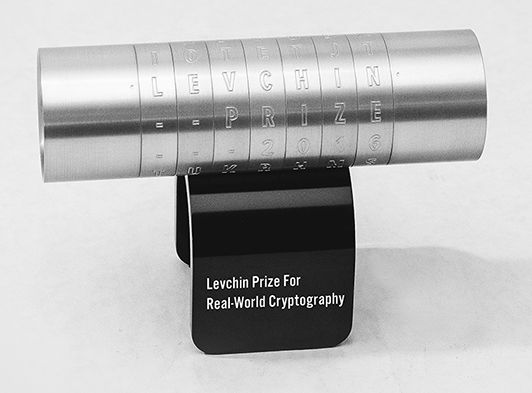 LEVCHIN
--PRIZE
---2016
Levchin Prize For
Real-World Cryptography